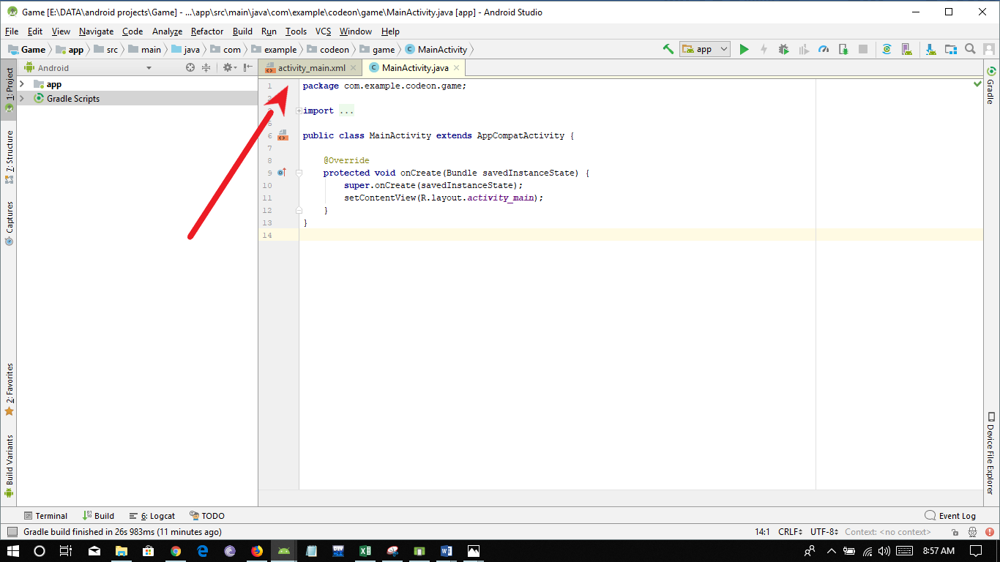 Game [E:\DATA\android projects\Game] - ...\app\src\main\java\com\example\codeon\game\MainActivity.java [app] - Android Studio
File Edit View Navigate Code Analyze Refactor Build Run Tools VCS Window Help
Game app src main java com example codeon game MainActivity app
Android
activity_main.xml MainActivity.java
1: Project
7: Structure
Captures
2: Favorites
Build Variants
app
Gradle Scripts
1 package com.example.codeon.game;
2
import ...
5
6 public class MainActivity extends AppCompatActivity {
7
8 @Override
9 protected void onCreate(Bundle savedInstanceState) {
10 super.onCreate(savedInstanceState);
11 setContentView(R.layout.activity_main);
12 }
13 }
14
Gradle
Device File Explorer
Terminal Build 6: Logcat TODO Event Log
Gradle build finished in 26s 983ms (11 minutes ago) 14:1 CRLF UTF-8 Context: <no context>
8:57 AM